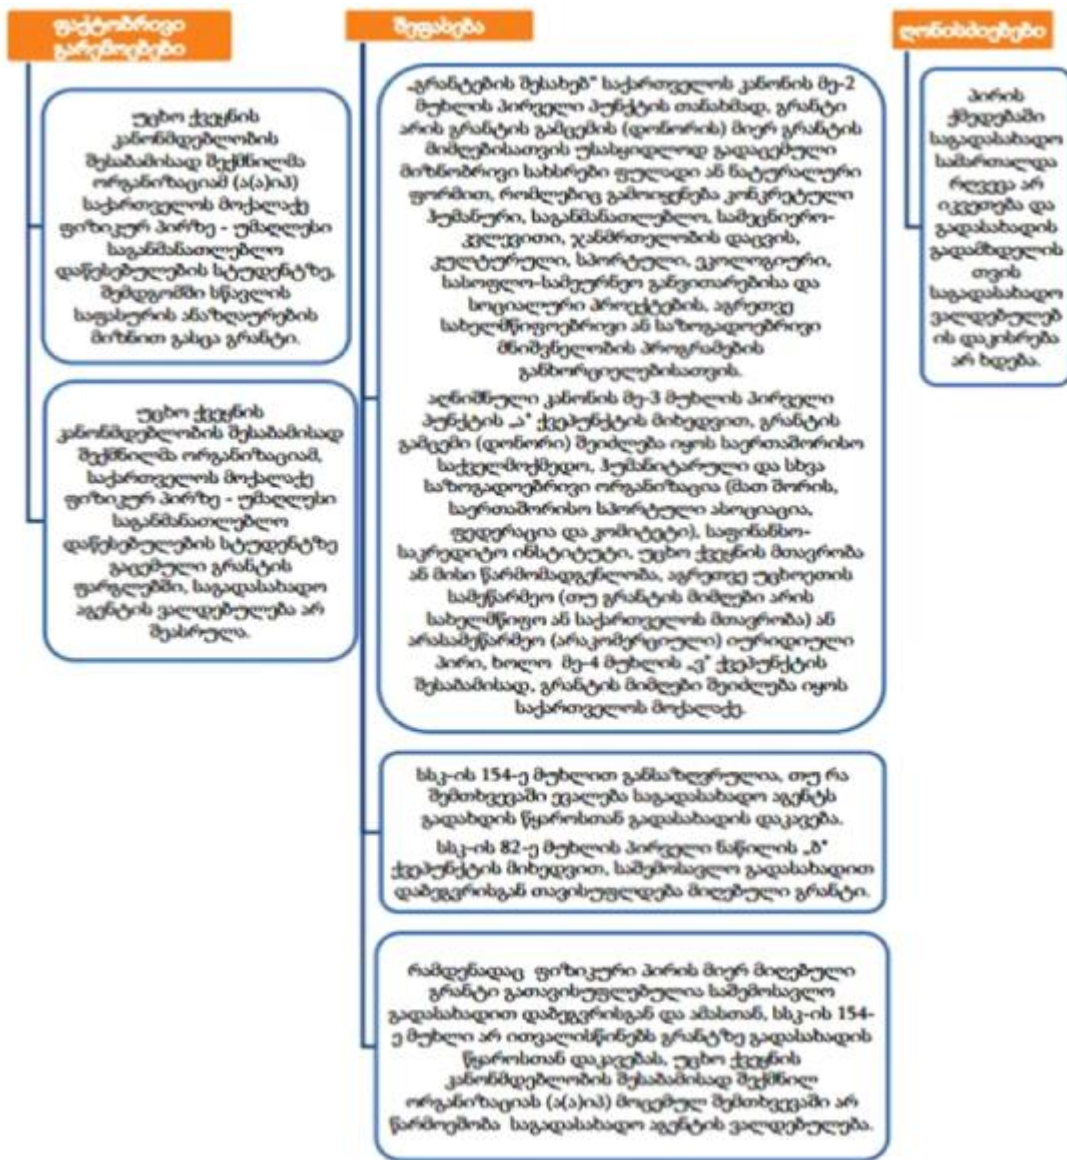 ფაქტობრივი
გარემოებები
უცხო ქვეყნის
კანონმდებლობის
შესაბამისად შექმნილმა
ორგანიზაციამ (ა(ა)იპ)
საქართველოს მოქალაქე
ფიზიკურ პირზე - უმაღლესი
საგანმანათლებლო
დაწესებულების სტუდენტზე,
შემდგომში სწავლის
საფასურის ანაზღაურების
მიზნით გასცა გრანტი.
უცხო ქვეყნის
კანონმდებლობის შესაბამისად
შექმნილმა ორგანიზაციამ,
საქართველოს მოქალაქე
ფიზიკურ პირზე - უმაღლესი
საგანმანათლებლო
დაწესებულების სტუდენტზე
გაცემული გრანტის
ფარგლებში, საგადასახადო
აგენტის ვალდებულება არ
შეასრულა.
შეფასება
„გრანტების შესახებ" საქართველოს კანონის მე-2
მუხლის პირველი პუნქტის თანახმად, გრანტი
არის გრანტის გამცემის (დონორის) მიერ გრანტის
მიმღებისათვის უსასყიდლოდ გადაცემული
მიზნობრივი სახსრები ფულადი ან ნატურალური
ფორმით, რომლებიც გამოიყენება კონკრეტული
ჰუმანური, საგანმანათლებლო, სამეცნიერო-
კვლევითი, ჯანმრთელობის დაცვის,
კულტურული, სპორტული, ეკოლოგიური,
სასოფლო-სამეურნეო განვითარებისა და
სოციალური პროექტების, აგრეთვე
სახელმწიფოებრივი ან საზოგადოებრივი
მნიშვნელობის პროგრამების
განხორციელებისათვის.
აღნიშნული კანონის მე-3 მუხლის პირველი
პუნქტის „ა" ქვეპუნქტის მიხედვით, გრანტის
გამცემი (დონორი) შეიძლება იყოს საერთაშორისო
საქველმოქმედო, ჰუმანიტარული და სხვა
საზოგადოებრივი ორგანიზაცია (მათ შორის,
საერთაშორისო სპორტული ასოციაცია,
ფედერაცია და კომიტეტი), საფინანსო-
საკრედიტო ინსტიტუტი, უცხო ქვეყნის მთავრობა
ან მისი წარმომადგენლობა, აგრეთვე უცხოეთის
სამეწარმეო (თუ გრანტის მიმღები არის
სახელმწიფო ან საქართველოს მთავრობა) ან
არასამეწარმეო (არაკომერციული) იურიდიული
პირი, ხოლო მე-4 მუხლის „ვ" ქვეპუნქტის
შესაბამისად, გრანტის მიმღები შეიძლება იყოს
საქართველოს მოქალაქე.
სსკ-ის 154-ე მუხლით განსაზღვრულია, თუ რა
შემთხვევაში ევალება საგადასახადო აგენტს
გადახდის წყაროსთან გადასახადის დაკავება.
სსკ-ის 82-ე მუხლის პირველი ნაწილის „ბ"
ქვეპუნქტის მიხედვით, საშემოსავლო გადასახადით
დაბეგვრისგან თავისუფლდება მიღებული გრანტი.
რამდენადაც ფიზიკური პირის მიერ მიღებული
გრანტი გათავისუფლებულია საშემოსავლო
გადასახადით დაბეგვრისგან და ამასთან, სსკ-ის 154-
ე მუხლი არ ითვალისწინებს გრანტზე გადასახადის
წყაროსთან დაკავებას, უცხო ქვეყნის
კანონმდებლობის შესაბამისად შექმნილ
ორგანიზაციას (ა(ა)იპ) მოცემულ შემთხვევაში არ
წარმოეშობა საგადასახადო აგენტის ვალდებულება.
ღონისძიებები
პირის
ქმედებაში
საგადასახადო
სამართალდა
რღვევა არ
იკვეთება და
გადასახადის
გადამხდელის
თვის
საგადასახადო
ვალდებულებ
ის დაკისრება
არ ხდება.